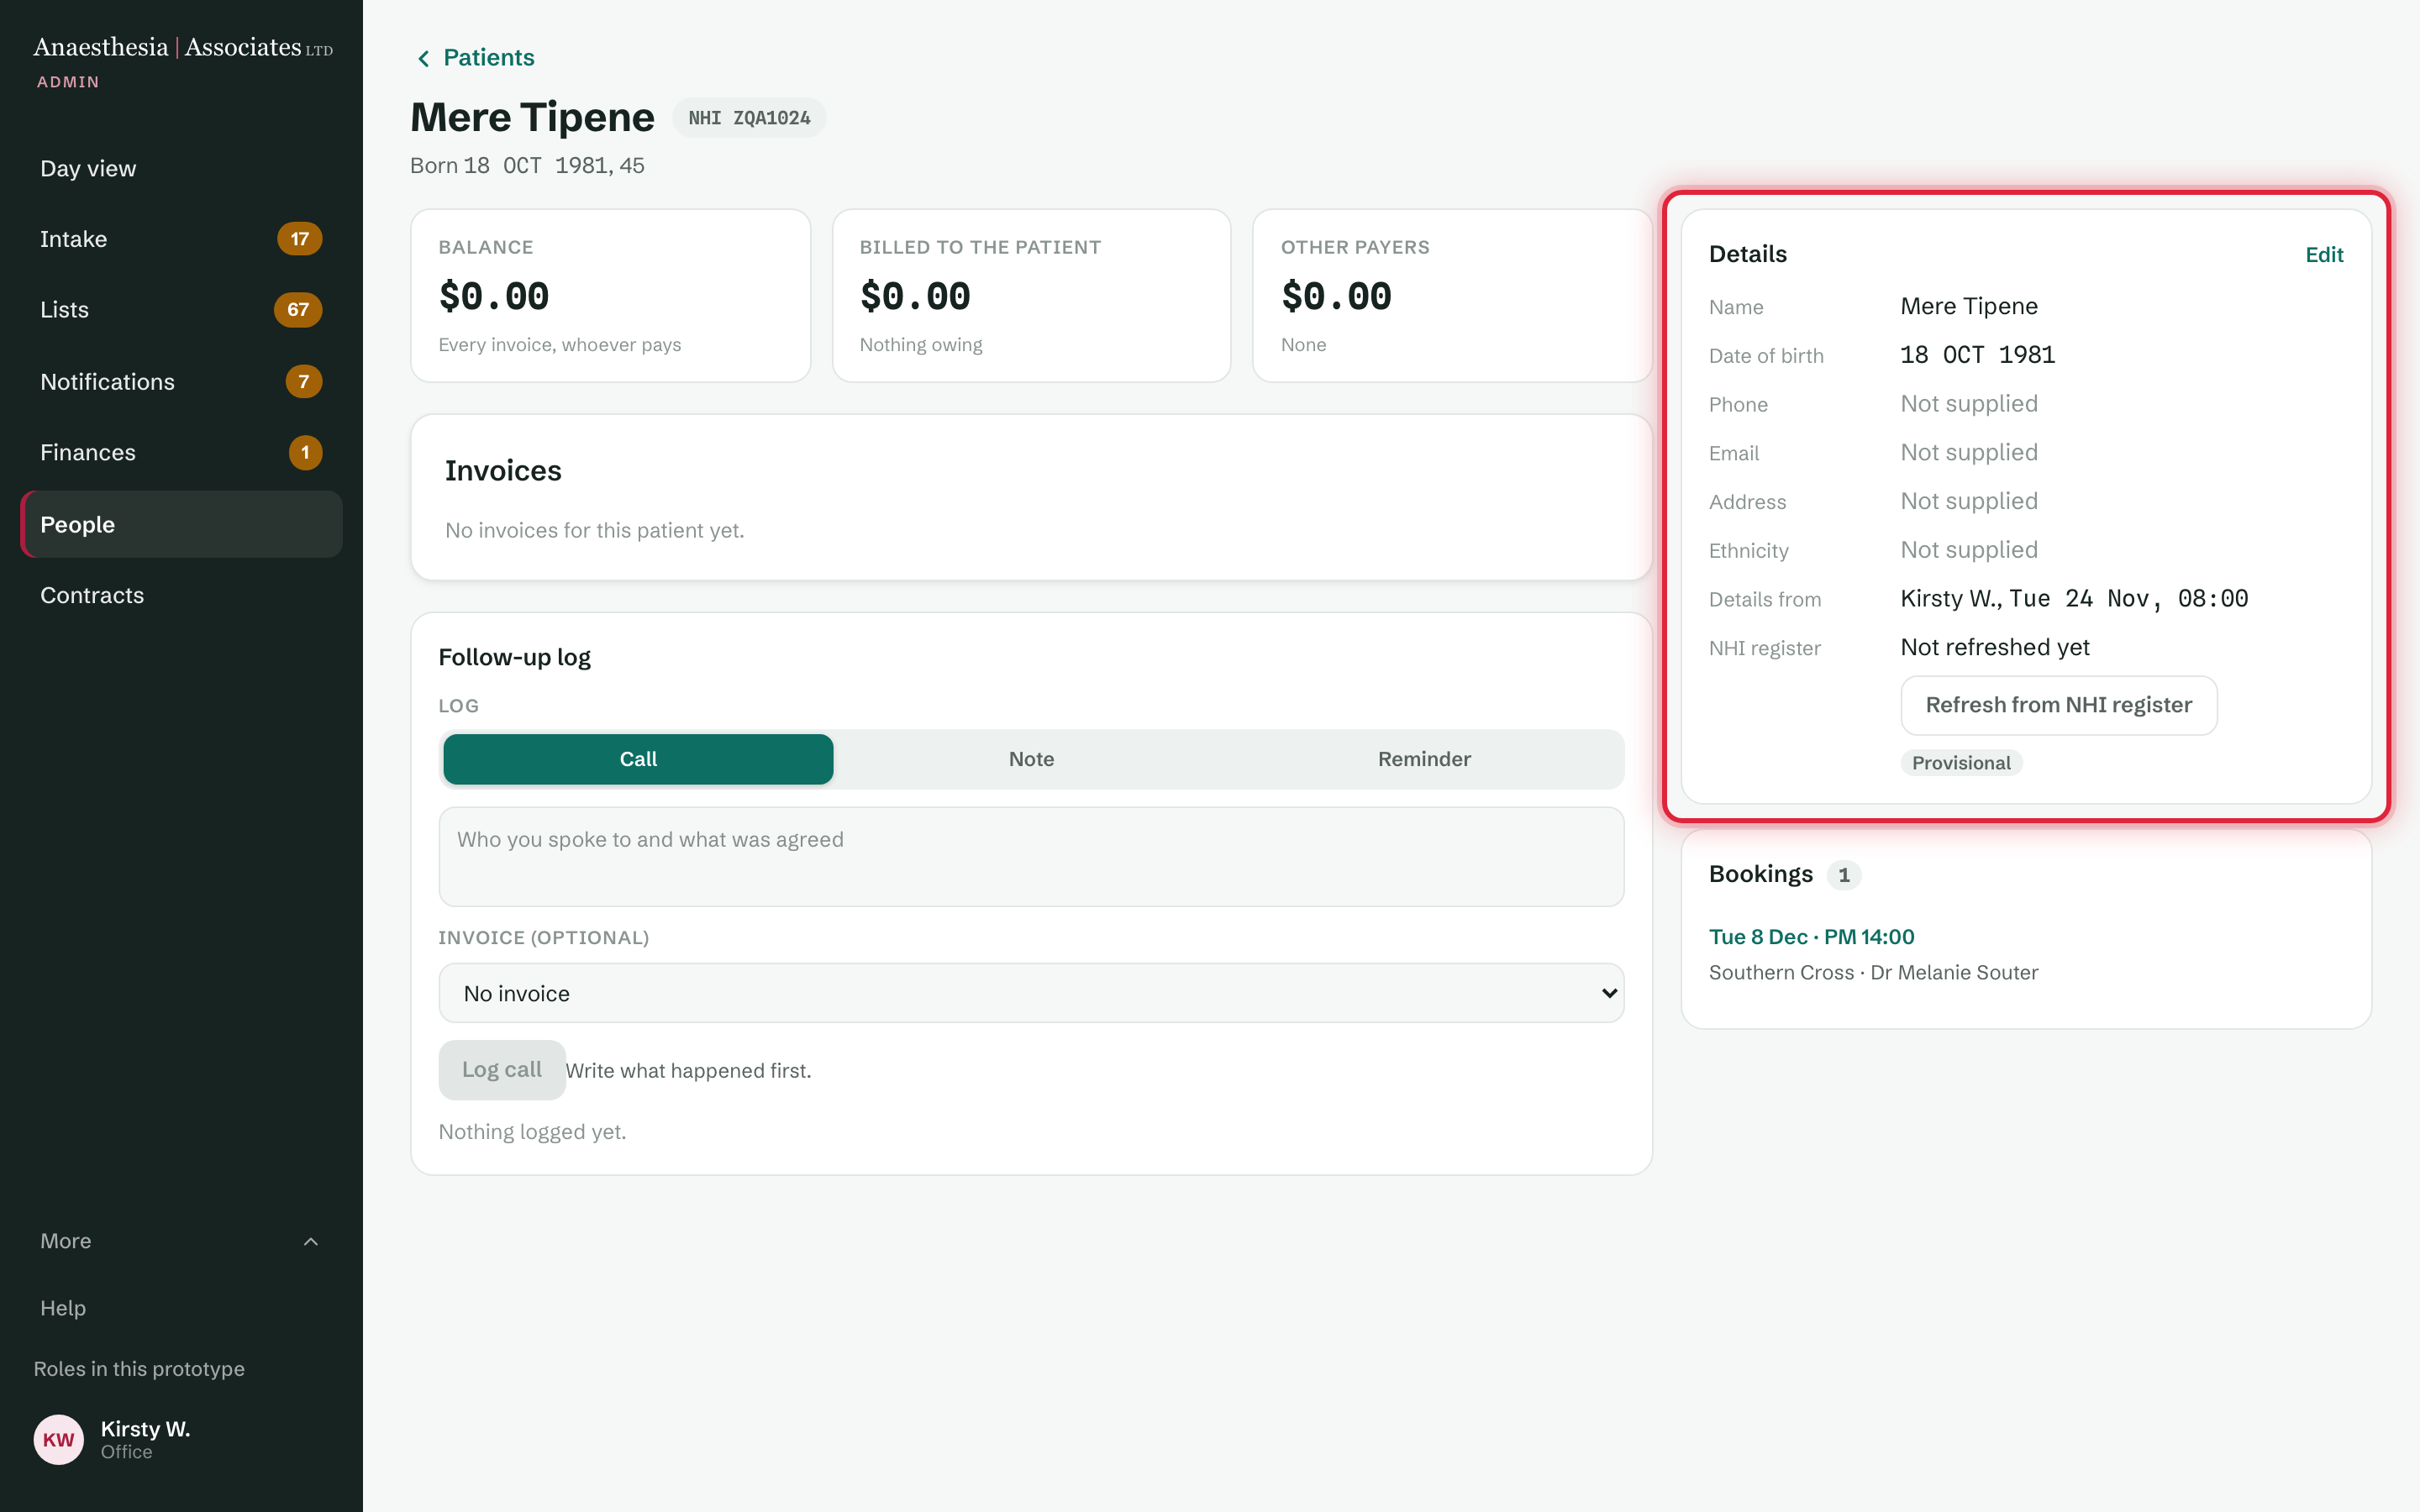 Anaesthesia | Associates LTD
ADMIN
Day view
Intake 17
Lists 67
Notifications 7
Finances 1
People
Contracts
More
Help
Roles in this prototype
KW
Kirsty W.
Office
Patients
Mere Tipene NHI ZQA1024
Born 18 OCT 1981, 45
BALANCE
$0.00
Every invoice, whoever pays
BILLED TO THE PATIENT
$0.00
Nothing owing
OTHER PAYERS
$0.00
None
Invoices
No invoices for this patient yet.
Follow-up log
LOG
Call Note Reminder
Who you spoke to and what was agreed
INVOICE (OPTIONAL)
No invoice
Log call Write what happened first.
Nothing logged yet.
Details Edit
Name Mere Tipene
Date of birth 18 OCT 1981
Phone Not supplied
Email Not supplied
Address Not supplied
Ethnicity Not supplied
Details from Kirsty W., Tue 24 Nov, 08:00
NHI register Not refreshed yet
Refresh from NHI register
Provisional
Bookings 1
Tue 8 Dec · PM 14:00
Southern Cross · Dr Melanie Souter